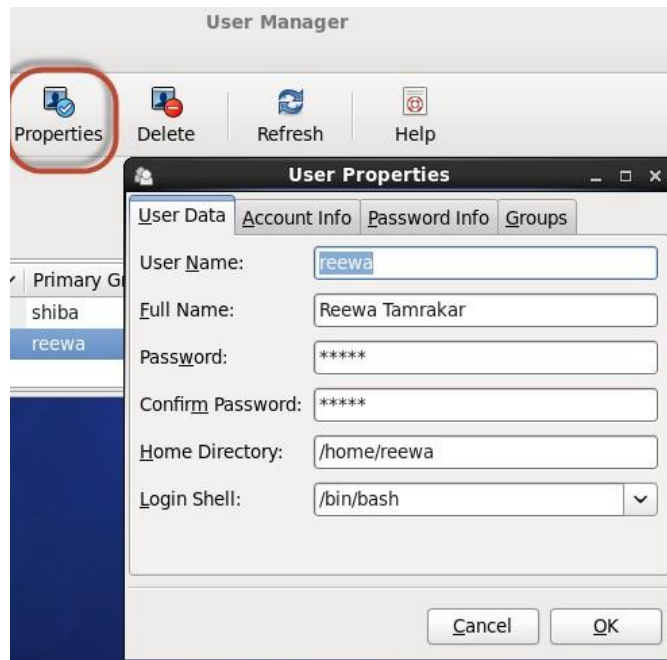 User Manager
Properties Delete Refresh Help
User Properties
User Data Account Info Password Info Groups
User Name: reewa
Primary
shiba
Full Name: Reewa Tamrakar
reewa
Password: *****
Confirm Password: *****
Home Directory: /home/reewa
Login Shell: /bin/bash
Cancel OK